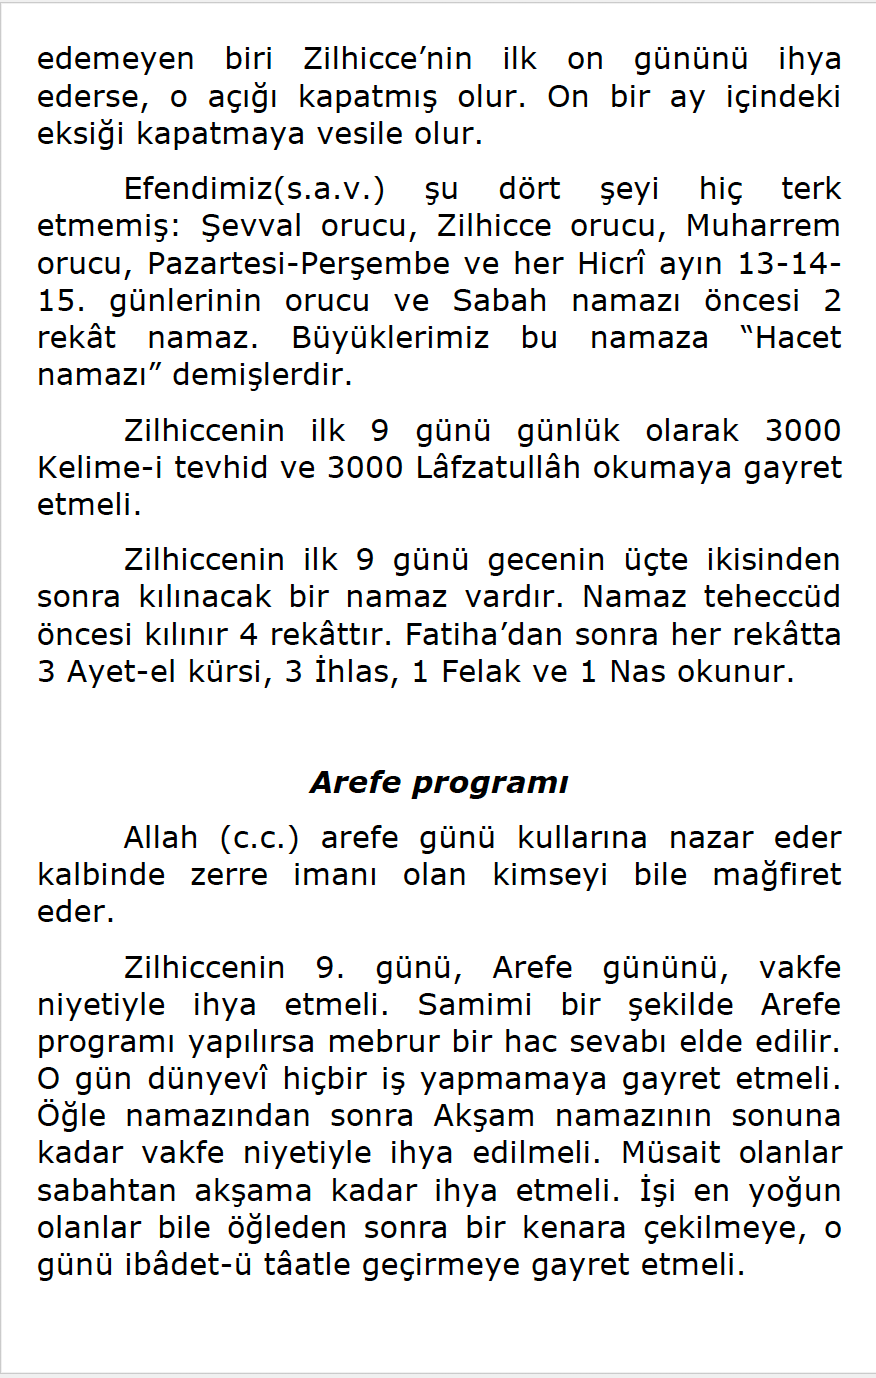 edemeyen biri Zilhicce’nin ilk on gününü ihya
ederse, o açığı kapatmış olur. On bir ay içindeki
eksiği kapatmaya vesile olur.
Efendimiz(s.a.v.) şu dört şeyi hiç terk
etmemiş: Şevval orucu, Zilhicce orucu, Muharrem
orucu, Pazartesi-Perşembe ve her Hicrî ayın 13-14-
15. günlerinin orucu ve Sabah namazı öncesi 2
rekât namaz. Büyüklerimiz bu namaza “Hacet
namazı” demişlerdir.
Zilhiccenin ilk 9 günü günlük olarak 3000
Kelime-i tevhid ve 3000 Lâfzatullâh okumaya gayret
etmeli.
Zilhiccenin ilk 9 günü gecenin üçte ikisinden
sonra kılınacak bir namaz vardır. Namaz teheccüd
öncesi kılınır 4 rekâttır. Fatiha’dan sonra her rekâtta
3 Ayet-el kürsi, 3 İhlas, 1 Felak ve 1 Nas okunur.
Arefe programı
Allah (c.c.) arefe günü kullarına nazar eder
kalbinde zerre imanı olan kimseyi bile mağfiret
eder.
Zilhiccenin 9. günü, Arefe gününü, vakfe
niyetiyle ihya etmeli. Samimi bir şekilde Arefe
programı yapılırsa mebrur bir hac sevabı elde edilir.
O gün dünyevî hiçbir iş yapmamaya gayret etmeli.
Öğle namazından sonra Akşam namazının sonuna
kadar vakfe niyetiyle ihya edilmeli. Müsait olanlar
sabahtan akşama kadar ihya etmeli. İşi en yoğun
olanlar bile öğleden sonra bir kenara çekilmeye, o
günü ibâdet-ü tâatle geçirmeye gayret etmeli.